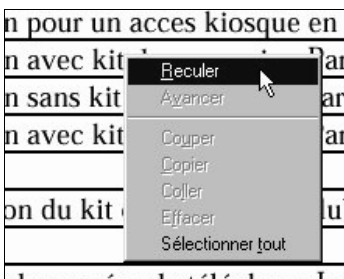 n pour un acces kiosque en
n avec kit
Reculer
n sans kit
Avancer
n avec kit
Couper
Copier
Coller
on du kit
Effacer
Sélectionner tout